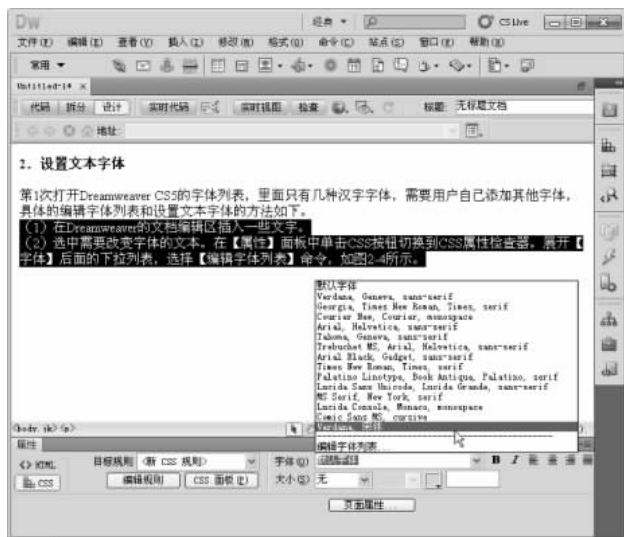 Dw 经典 CS Live
文件(F) 编辑(E) 查看(V) 插入(I) 修改(M) 格式(O) 命令(C) 站点(S) 窗口(W) 帮助(H)
常用
Untitled-1* ×
代码 拆分 设计 实时代码 实时视图 检查 标题: 无标题文档
地址:
2. 设置文本字体
第1次打开Dreamweaver CS5的字体列表，里面只有几种汉字字体，需要用户自己添加其他字体，
具体的编辑字体列表和设置文本字体的方法如下。
（1）在Dreamweaver的文档编辑区插入一些文字。
（2）选中需要改变字体的文本。在【属性】面板中单击CSS按钮切换到CSS属性检查器。展开【
字体】后面的下拉列表，选择【编辑字体列表】命令，如图2-4所示。
默认字体
Verdana, Geneva, sans-serif
Georgia, Times New Roman, Times, serif
Courier New, Courier, monospace
Arial, Helvetica, sans-serif
Tahoma, Geneva, sans-serif
Trebuchet MS, Arial, Helvetica, sans-serif
Arial Black, Gadget, sans-serif
Times New Roman, Times, serif
Palatino Linotype, Book Antiqua, Palatino, serif
Lucida Sans Unicode, Lucida Grande, sans-serif
MS Serif, New York, serif
Lucida Console, Monaco, monospace
Comic Sans MS, cursive
Verdana, 宋体
编辑字体列表...
<p>
属性
<> HTML 目标规则 <新 CSS 规则> 字体(O) 默认字体 B I
CSS 编辑规则 CSS 面板(P) 大小(S) 无
页面属性...